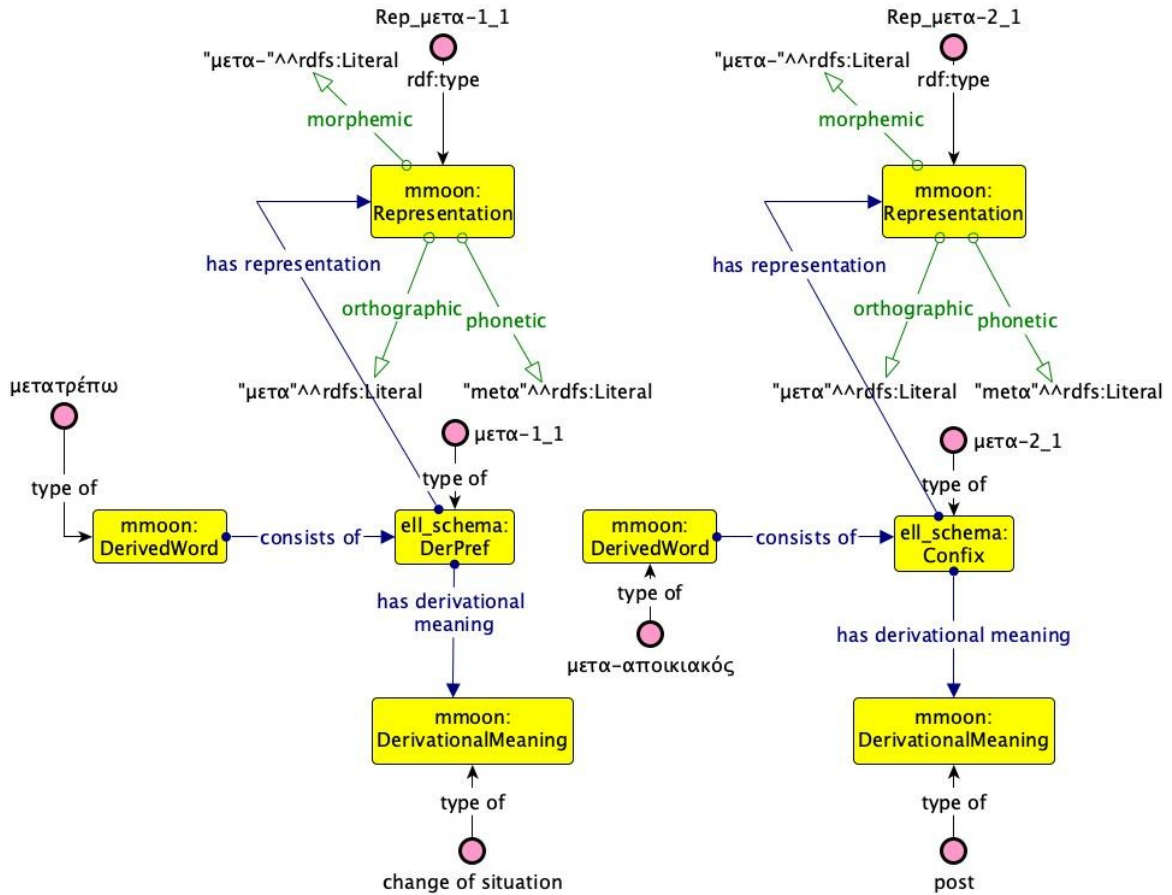 Rep_μετα-1_1
"μετα-"^^rdfs:Literal
rdf:type
morphemic
mmoon:
Representation
has representation
orthographic
phonetic
"μετα"^^rdfs:Literal
"metα"^^rdfs:Literal
μετατρέπω
μετα-1_1
type of
type of
mmoon:
DerivedWord
consists of
ell_schema:
DerPref
has derivational
meaning
mmoon:
DerivationalMeaning
type of
change of situation
Rep_μετα-2_1
"μετα-"^^rdfs:Literal
rdf:type
morphemic
mmoon:
Representation
has representation
orthographic
phonetic
"μετα"^^rdfs:Literal
"metα"^^rdfs:Literal
μετα-2_1
type of
mmoon:
DerivedWord
consists of
ell_schema:
Confix
type of
μετα-αποικιακός
has derivational meaning
mmoon:
DerivationalMeaning
type of
post